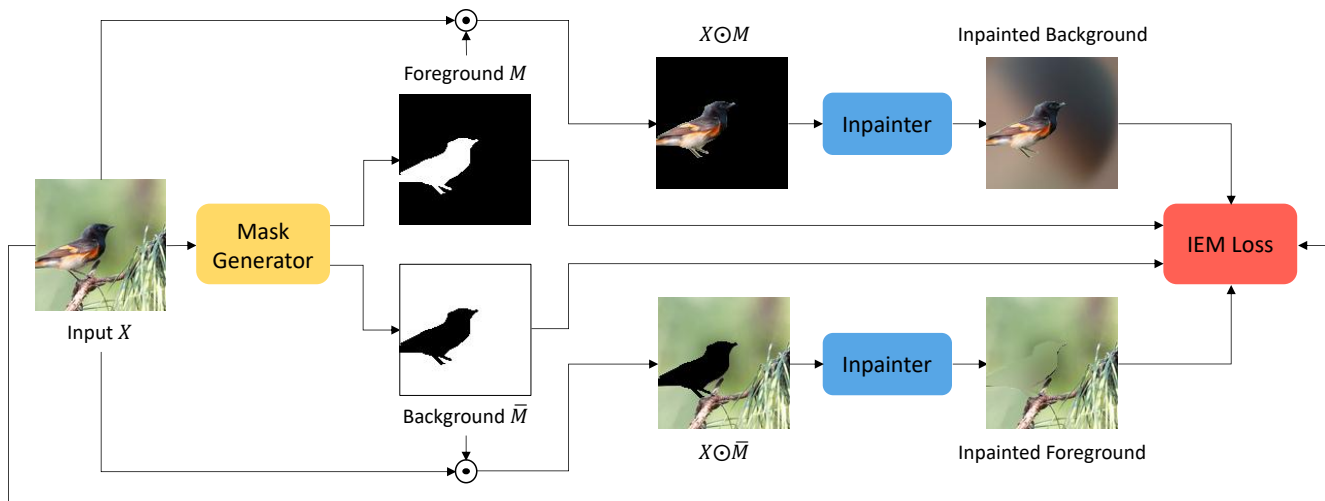 X⊙M
Inpainted Background
Foreground M
Inpainter
Mask
Generator
IEM Loss
Input X
Inpainter
Background M̅
X⊙M̅
Inpainted Foreground